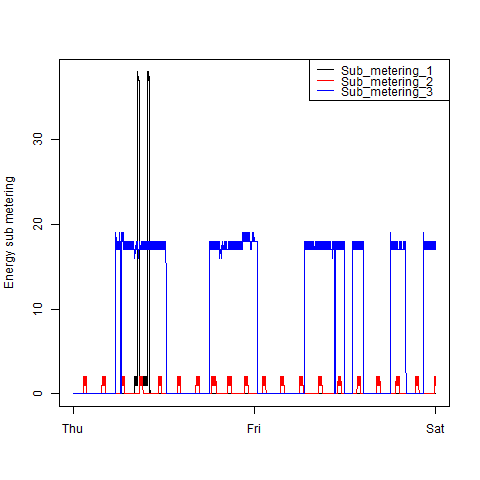 Sub_metering_1
Sub_metering_2
Sub_metering_3
Energy sub metering
30
20
10
0
Thu Fri Sat